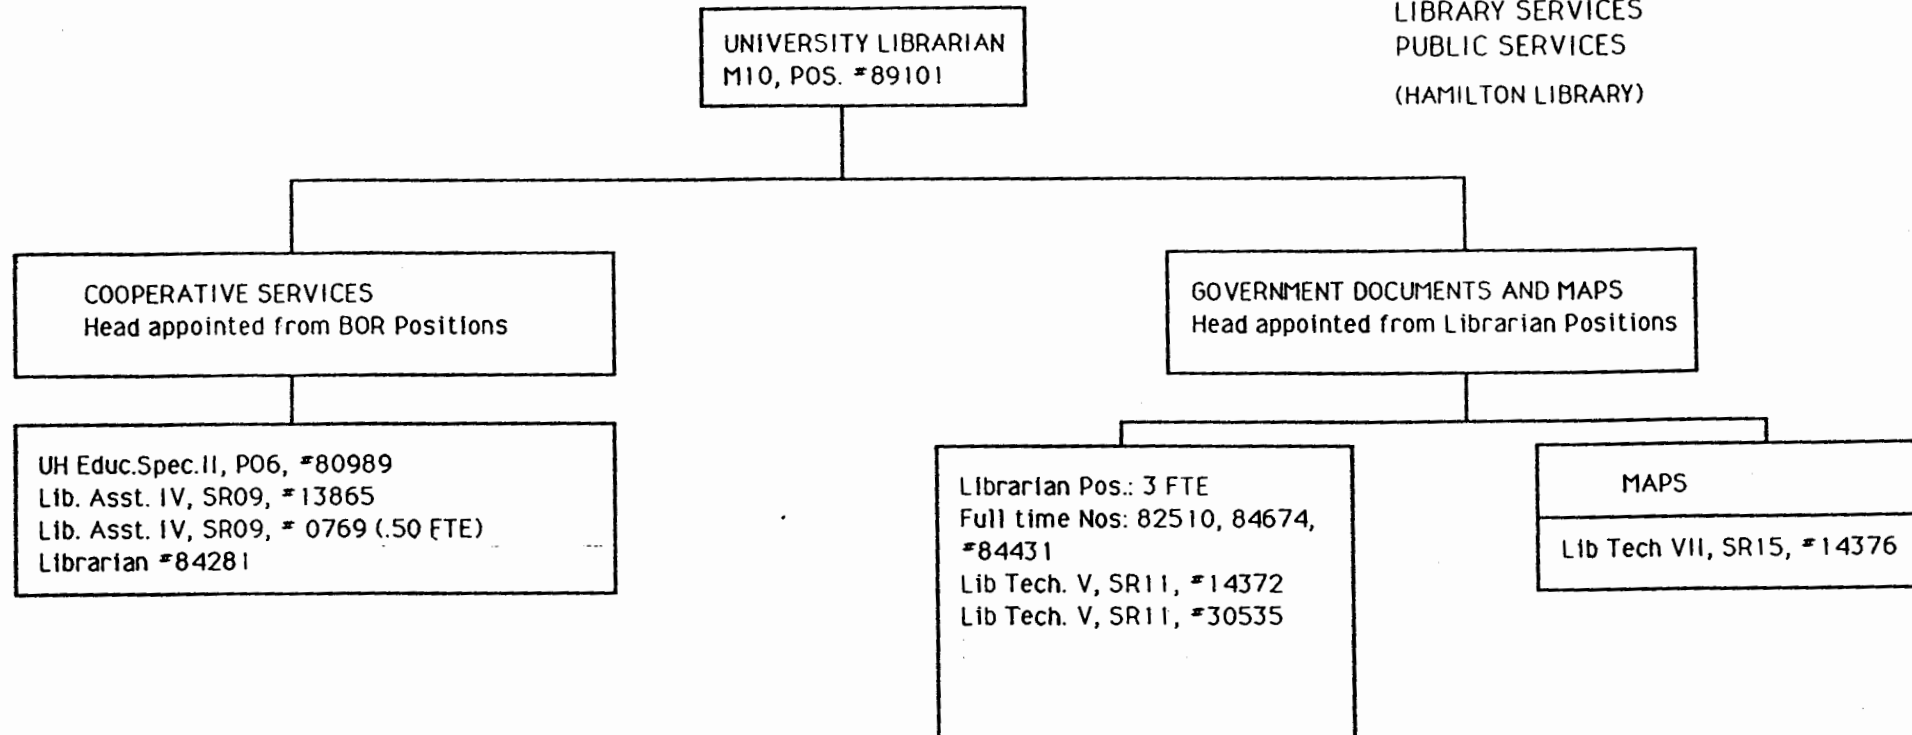 LIBRARY SERVICES
PUBLIC SERVICES
(HAMILTON LIBRARY)
UNIVERSITY LIBRARIAN
M10, POS. #89101
COOPERATIVE SERVICES
Head appointed from BOR Positions
GOVERNMENT DOCUMENTS AND MAPS
Head appointed from Librarian Positions
UH Educ.Spec.II, P06, #80989
Lib. Asst. IV, SR09, #13865
Lib. Asst. IV, SR09, # 0769 (.50 FTE)
Librarian #84281
Librarian Pos.: 3 FTE
Full time Nos: 82510, 84674,
#84431
Lib Tech. V, SR11, #14372
Lib Tech. V, SR11, #30535
MAPS
Lib Tech VII, SR15, #14376